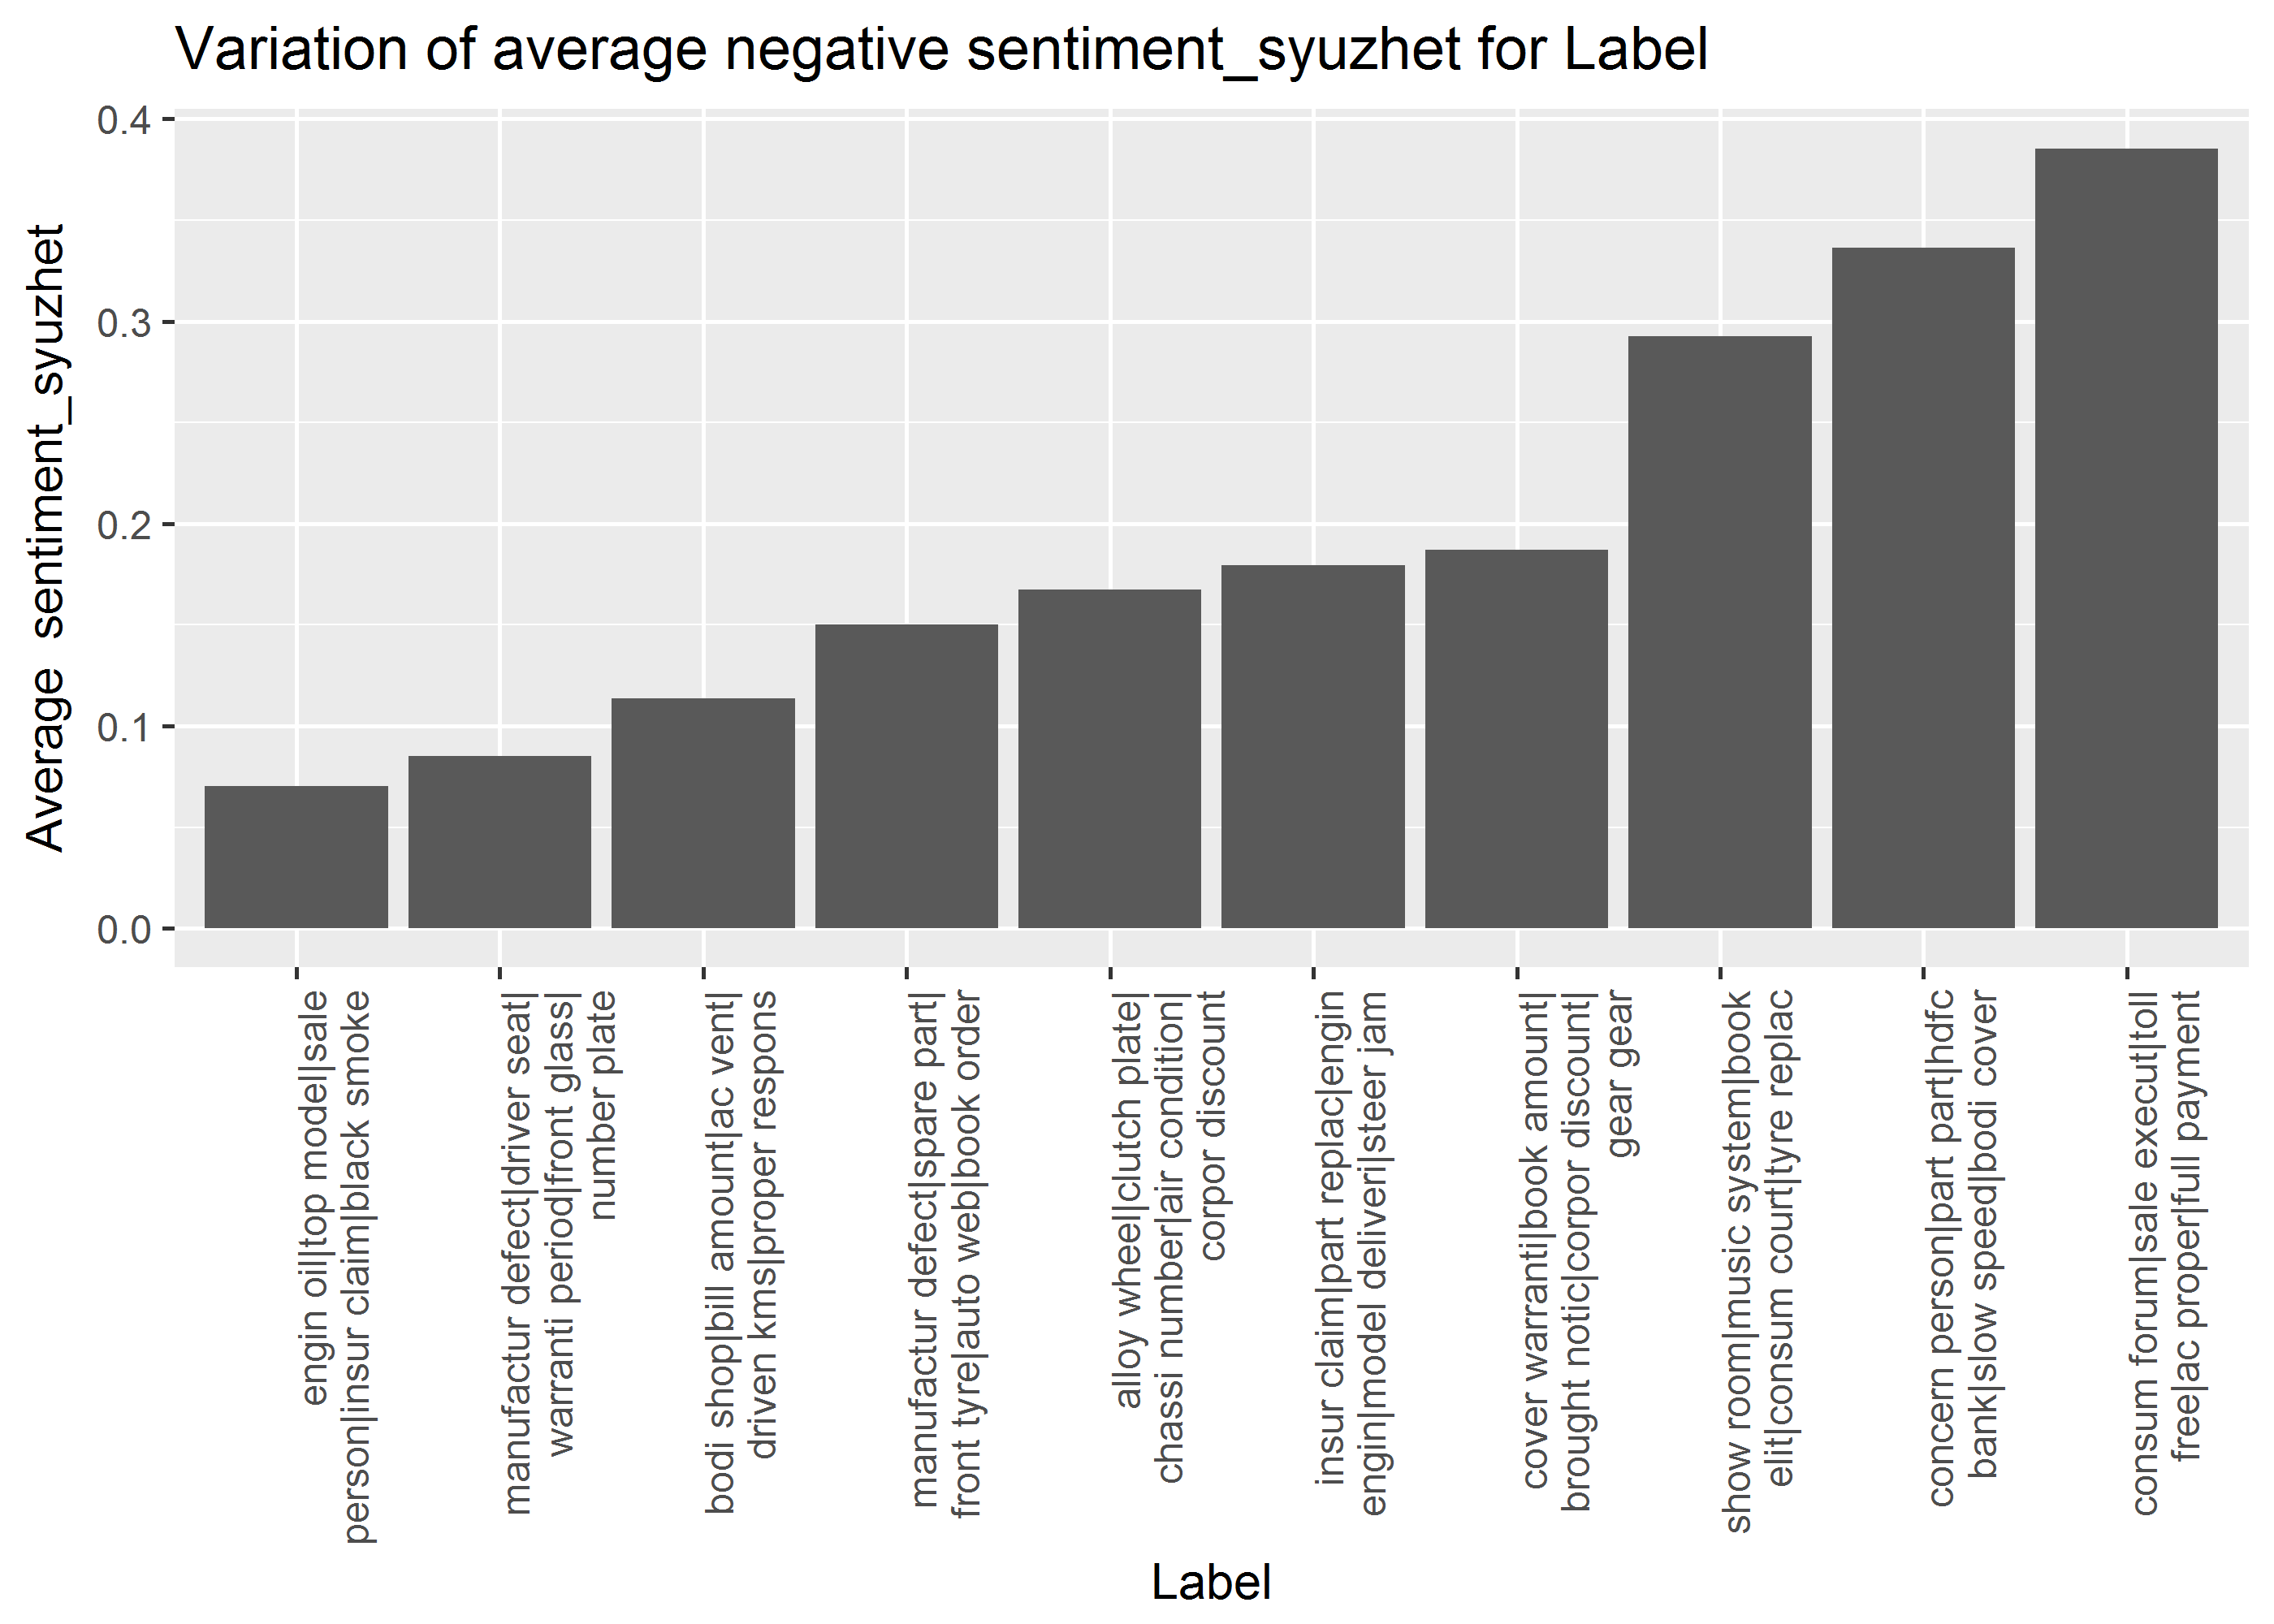 Variation of average negative sentiment_syuzhet for Label
Average  sentiment_syuzhet
0.4
0.3
0.2
0.1
0.0
engin oil|top model|sale
person|insur claim|black smoke
manufactur defect|driver seat|
warranti period|front glass|
number plate
bodi shop|bill amount|ac vent|
driven kms|proper respons
manufactur defect|spare part|
front tyre|auto web|book order
alloy wheel|clutch plate|
chassi number|air condition|
corpor discount
insur claim|part replac|engin
engin|model deliveri|steer jam
cover warranti|book amount|
brought notic|corpor discount|
gear gear
show room|music system|book
elit|consum court|tyre replac
concern person|part part|hdfc
bank|slow speed|bodi cover
consum forum|sale execut|toll
free|ac proper|full payment
Label